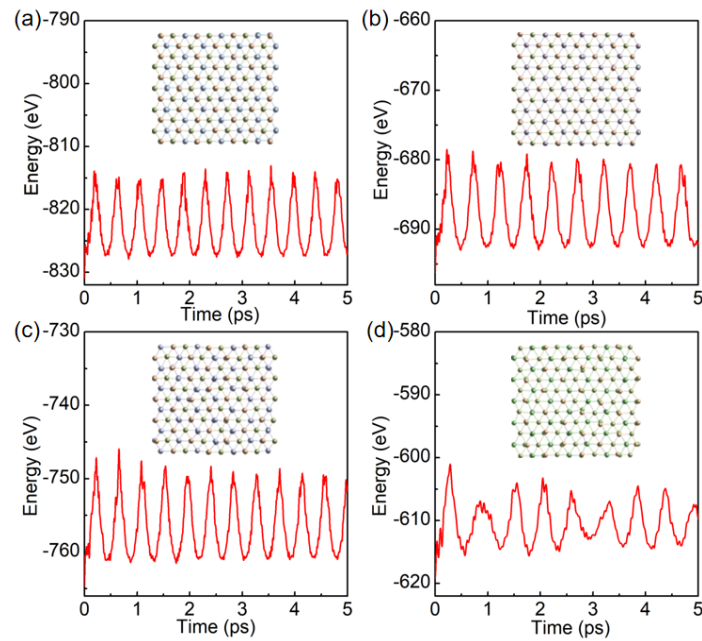 (a)
-790
-800
-810
-820
-830
Energy (eV)
0 1 2 3 4 5
Time (ps)
(b)
-660
-670
-680
-690
Energy (eV)
0 1 2 3 4 5
Time (ps)
(c)
-730
-740
-750
-760
Energy (eV)
0 1 2 3 4 5
Time (ps)
(d)
-580
-590
-600
-610
-620
Energy (eV)
0 1 2 3 4 5
Time (ps)